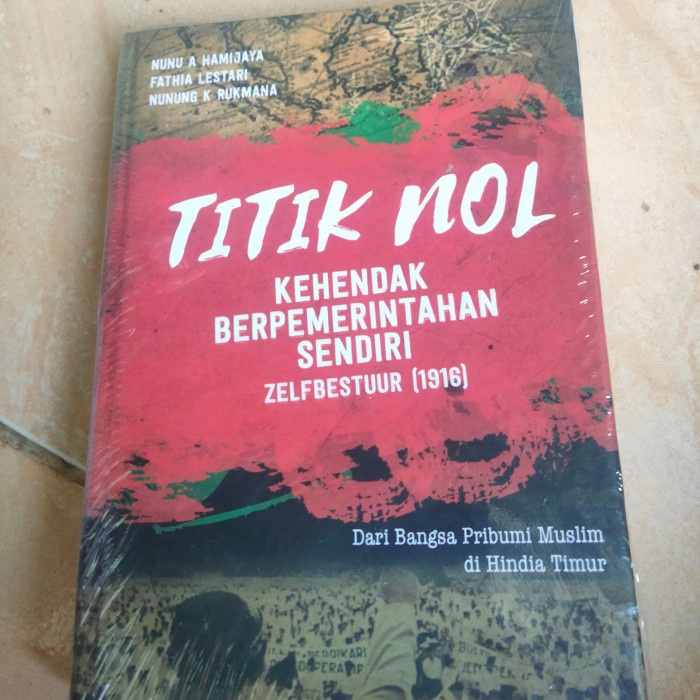 NUNU A HAMIJAYA
FATHIA LESTARI
NUNUNG K RUKMANA
TITIK NOL
KEHENDAK
BERPEMERINTAHAN
SENDIRI
ZELFBESTUUR (1916)
Dari Bangsa Pribumi Muslim
di Hindia Timur